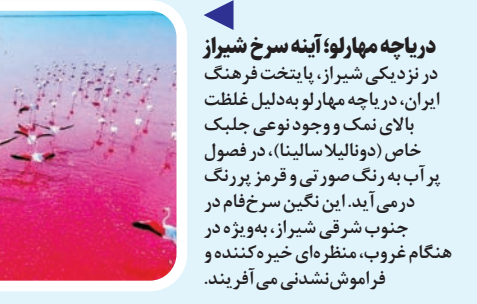 دریاچه مهارلو؛ آینه سرخ شیراز
در نزدیکی شیراز، پایتخت فرهنگ
ایران، دریاچه مهارلو به‌دلیل غلظت
بالای نمک و وجود نوعی جلبک
خاص (دونالیلا سالینا)، در فصول
پرآب به رنگ صورتی و قرمز پررنگ
درمی‌آید. این نگین سرخ‌فام در
جنوب شرقی شیراز، به‌ویژه در
هنگام غروب، منظره‌ای خیره‌کننده و
فراموش‌نشدنی می‌آفریند.